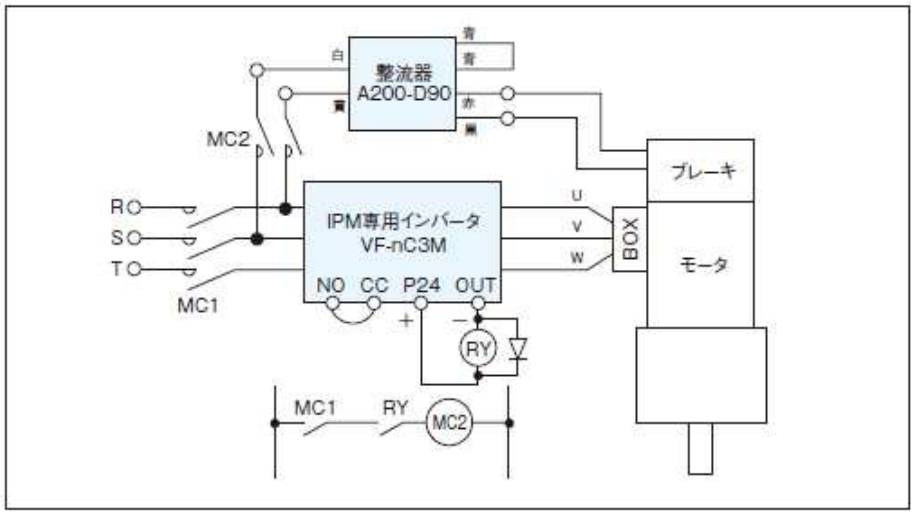 青
白
青
整流器
A200-D90
黄
赤
黒
MC2
ブレーキ
R
S
T
MC1
IPM専用インバータ
VF-nC3M
NO CC P24 OUT
U
V
W
BOX
モータ
+
−
RY
MC1 RY MC2